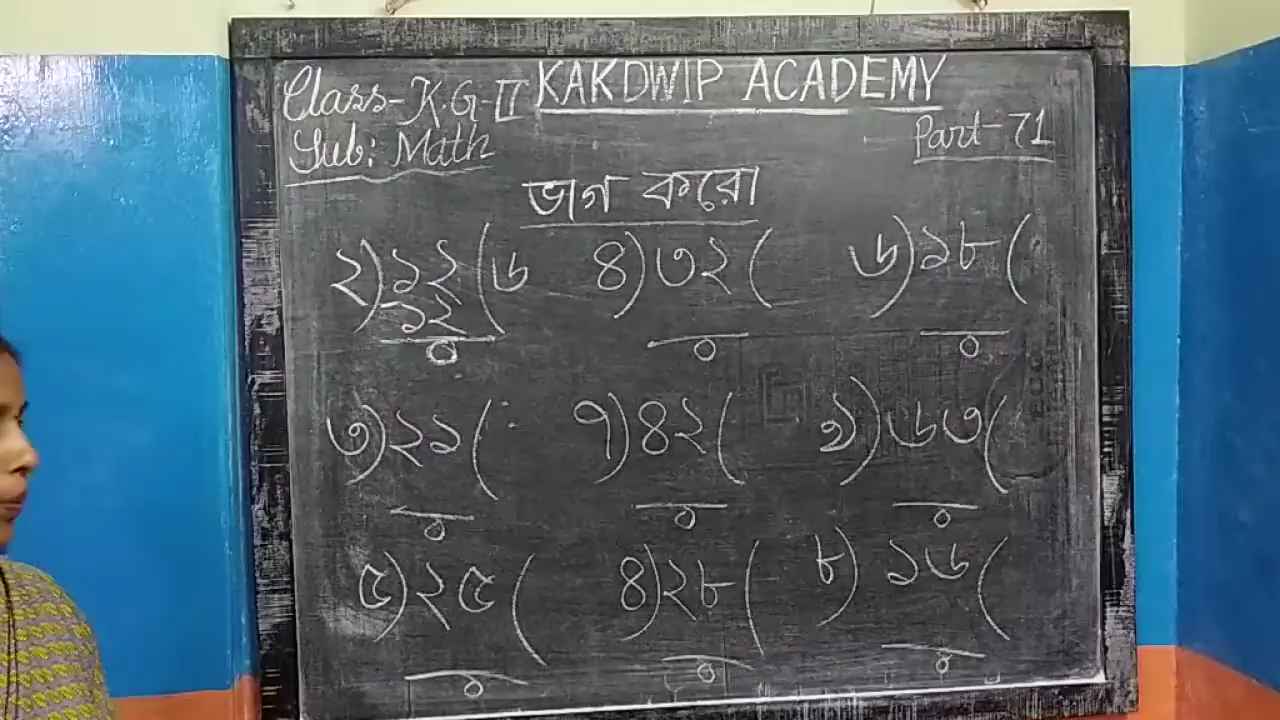 Class-K.G-II KAKDWIP ACADEMY
Sub: Math Part-71
ভাগ করো
২)১২(৬ ৪)৩২( ৬)১৮(
-১২
০ ০ ০
৩)২১( ৭)৪২( ৯)৬৩(
০ ০ ০
৫)২৫( ৪)২৮( ৮)১৬(
০ ০ ০